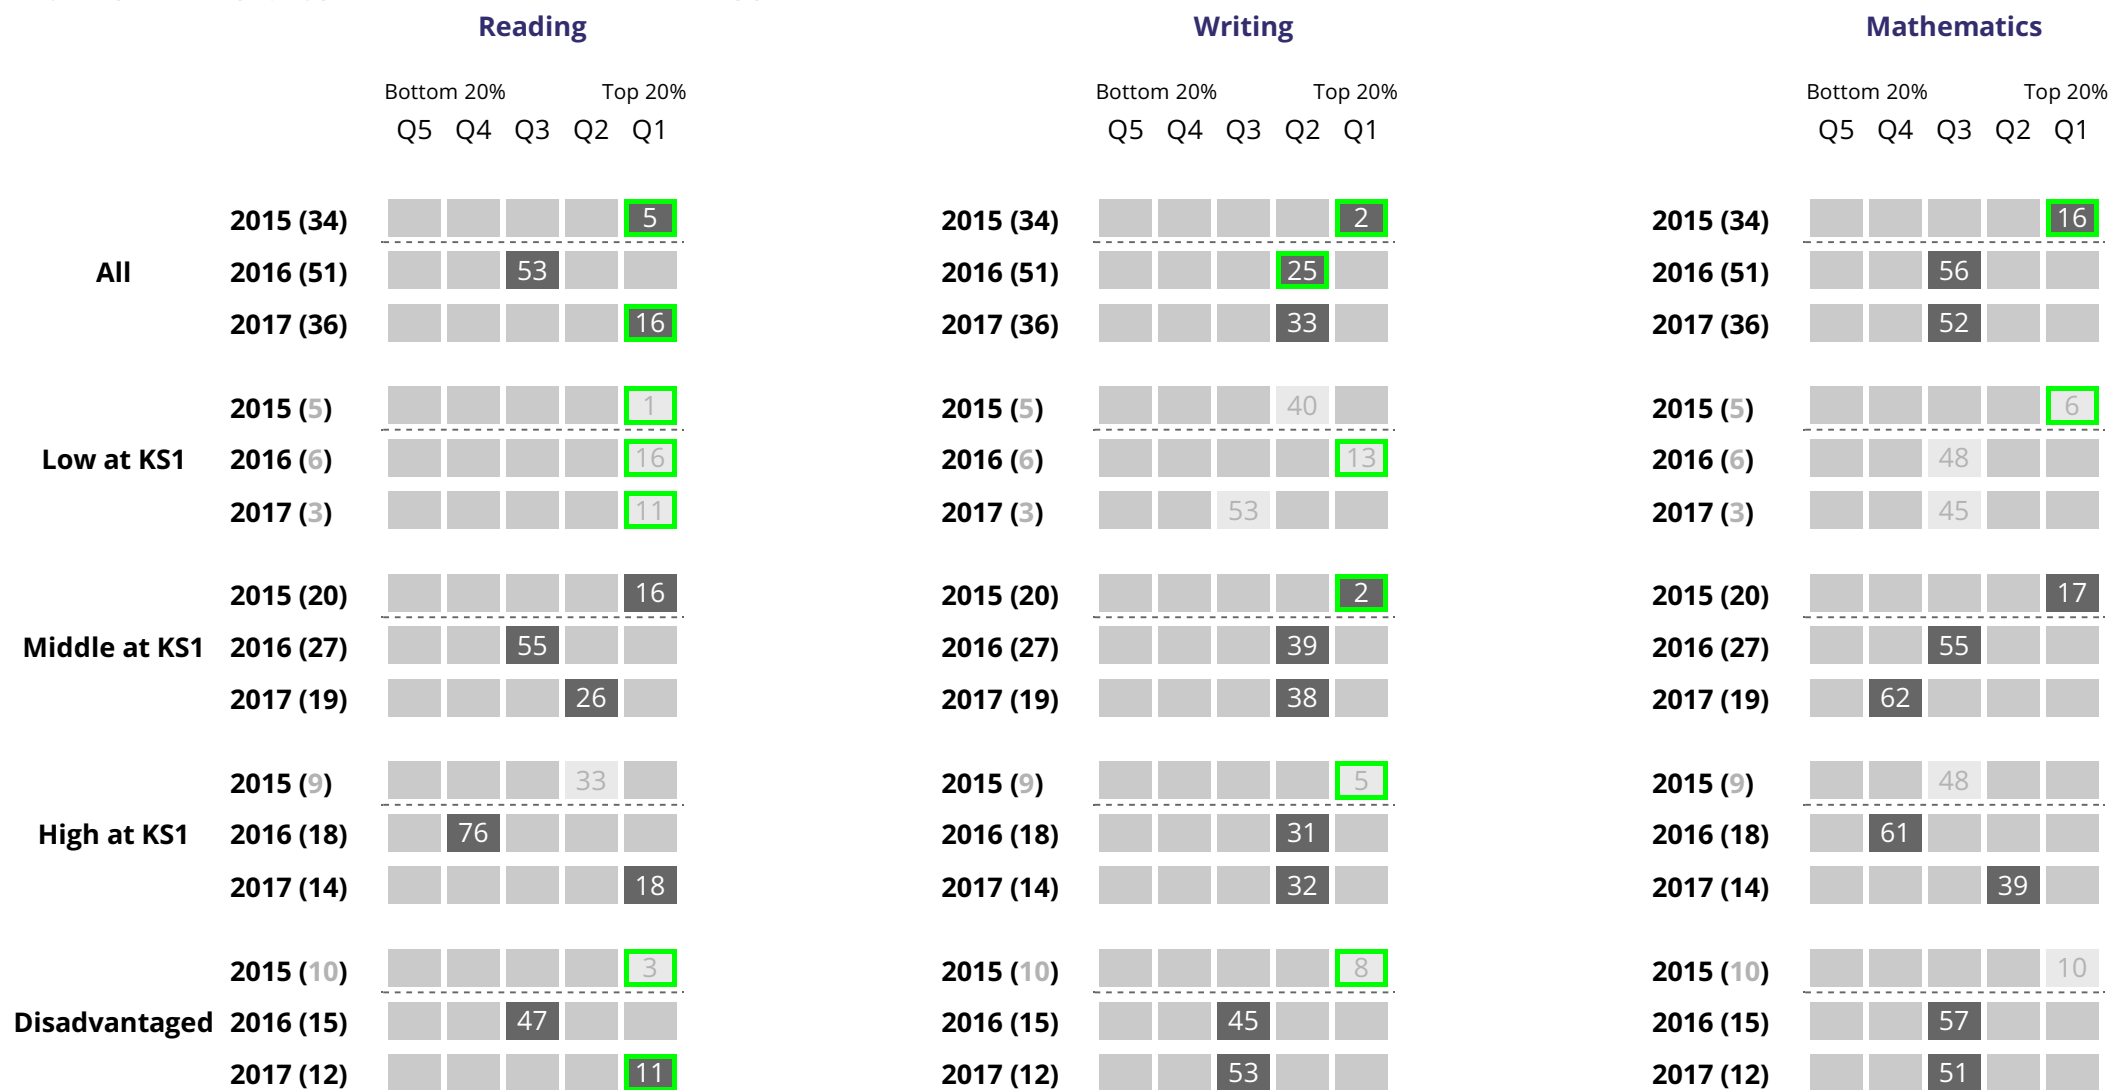 Reading Writing Mathematics
Bottom 20% Top 20% Bottom 20% Top 20% Bottom 20% Top 20%
Q5 Q4 Q3 Q2 Q1 Q5 Q4 Q3 Q2 Q1 Q5 Q4 Q3 Q2 Q1
2015 (34) 5 2015 (34) 2 2015 (34) 16
All 2016 (51) 53 2016 (51) 25 2016 (51) 56
2017 (36) 16 2017 (36) 33 2017 (36) 52
2015 (5) 1 2015 (5) 40 2015 (5) 6
Low at KS1 2016 (6) 16 2016 (6) 13 2016 (6) 48
2017 (3) 11 2017 (3) 53 2017 (3) 45
2015 (20) 16 2015 (20) 2 2015 (20) 17
Middle at KS1 2016 (27) 55 2016 (27) 39 2016 (27) 55
2017 (19) 26 2017 (19) 38 2017 (19) 62
2015 (9) 33 2015 (9) 5 2015 (9) 48
High at KS1 2016 (18) 76 2016 (18) 31 2016 (18) 61
2017 (14) 18 2017 (14) 32 2017 (14) 39
2015 (10) 3 2015 (10) 8 2015 (10) 10
Disadvantaged 2016 (15) 47 2016 (15) 45 2016 (15) 57
2017 (12) 11 2017 (12) 53 2017 (12) 51